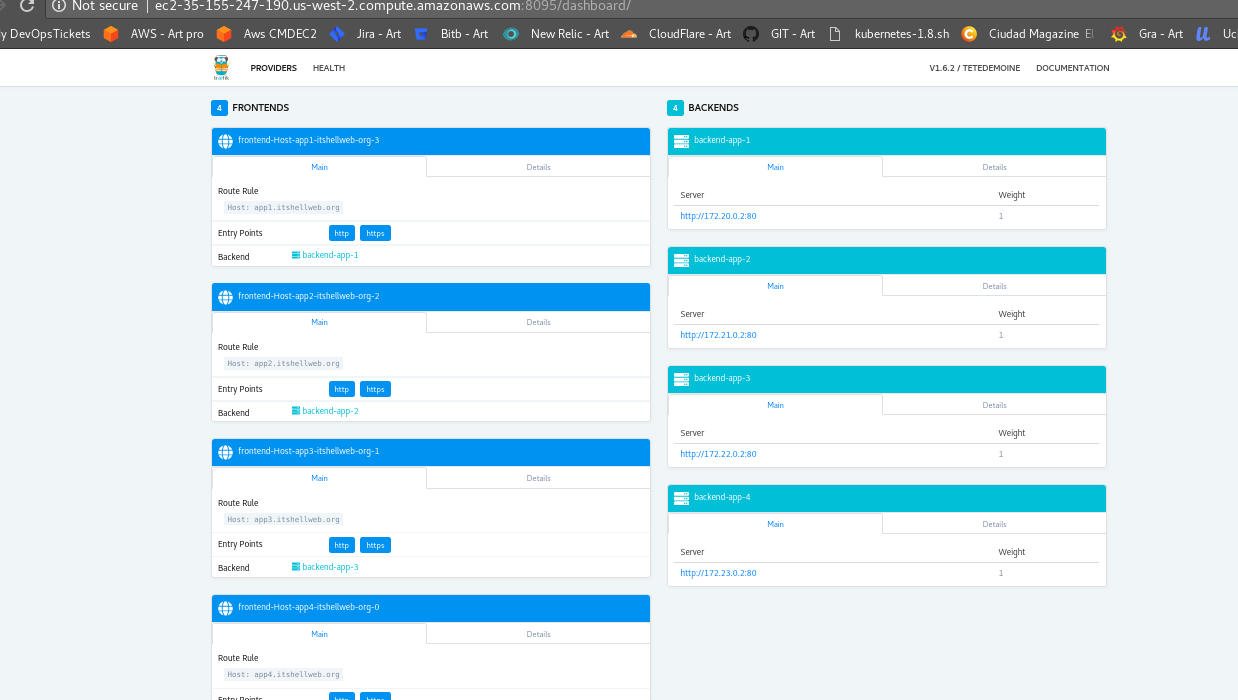 Not secure | ec2-35-155-247-190.us-west-2.compute.amazonaws.com:8095/dashboard/
y DevOpsTickets AWS - Art pro Aws CMDEC2 Jira - Art Bitb - Art New Relic - Art CloudFlare - Art GIT - Art kubernetes-1.8.sh Ciudad Magazine El Gra - Art Uc
træfik PROVIDERS HEALTH V1.6.2 / TETEDEMOINE DOCUMENTATION
4 FRONTENDS
frontend-Host-app1-itshellweb-org-3
Main Details
Route Rule
Host: app1.itshellweb.org
Entry Points http https
Backend backend-app-1
frontend-Host-app2-itshellweb-org-2
Main Details
Route Rule
Host: app2.itshellweb.org
Entry Points http https
Backend backend-app-2
frontend-Host-app3-itshellweb-org-1
Main Details
Route Rule
Host: app3.itshellweb.org
Entry Points http https
Backend backend-app-3
frontend-Host-app4-itshellweb-org-0
Main Details
Route Rule
Host: app4.itshellweb.org
Entry Points http https
4 BACKENDS
backend-app-1
Main Details
Server Weight
http://172.20.0.2:80 1
backend-app-2
Main Details
Server Weight
http://172.21.0.2:80 1
backend-app-3
Main Details
Server Weight
http://172.22.0.2:80 1
backend-app-4
Main Details
Server Weight
http://172.23.0.2:80 1